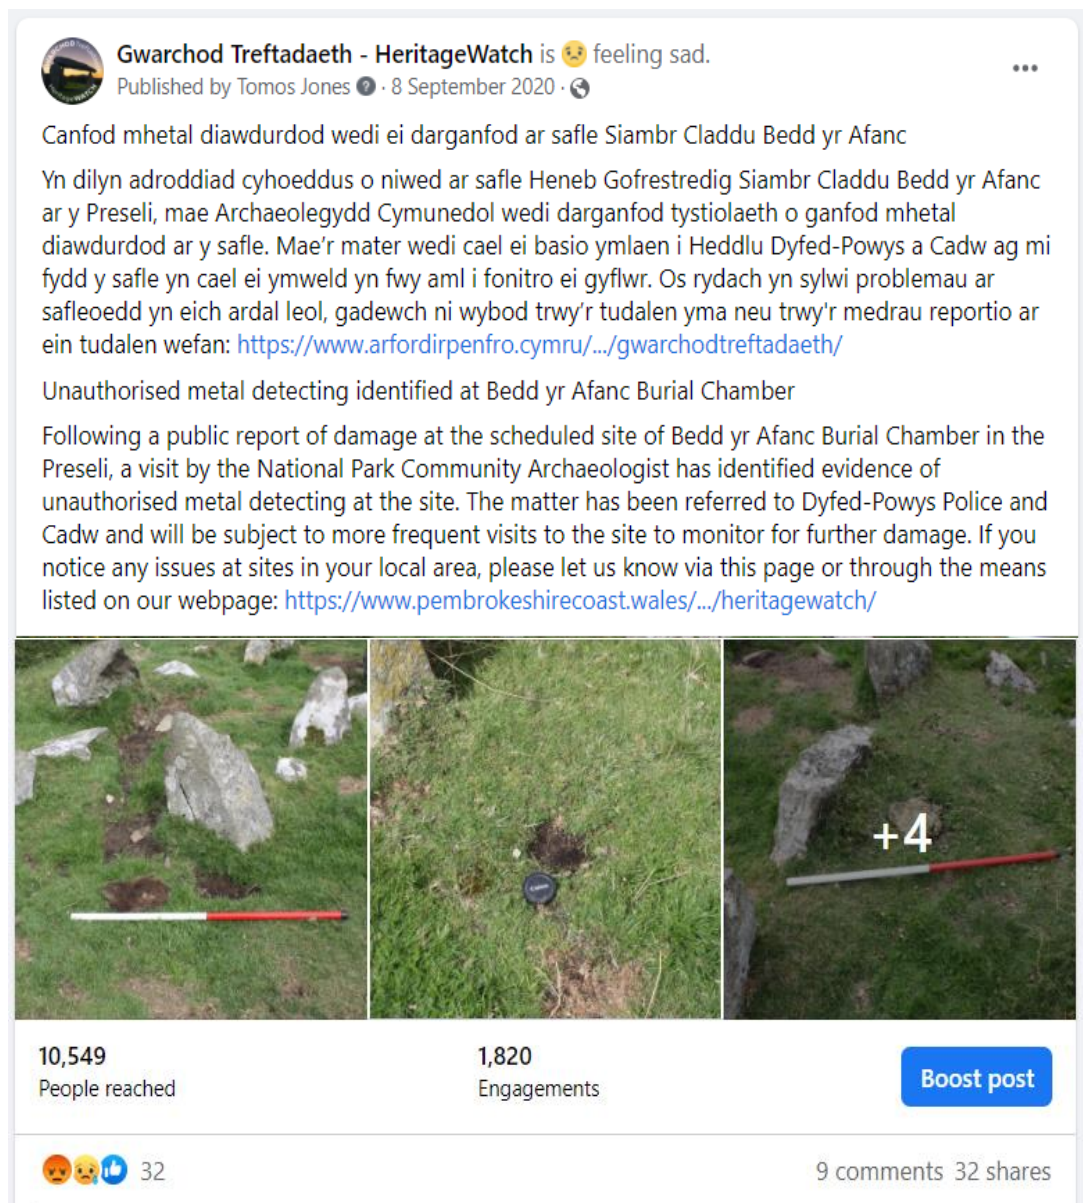 Gwarchod Treftadaeth - HeritageWatch is 😟 feeling sad.
Published by Tomos Jones · 8 September 2020 ·
Canfod mhetal diawdurdod wedi ei darganfod ar safle Siambr Claddu Bedd yr Afanc
Yn dilyn adroddiad cyhoeddus o niwed ar safle Heneb Gofrestredig Siambr Claddu Bedd yr Afanc
ar y Preseli, mae Archaeolegydd Cymunedol wedi darganfod tystiolaeth o ganfod mhetal
diawdurdod ar y safle. Mae’r mater wedi cael ei basio ymlaen i Heddlu Dyfed-Powys a Cadw ag mi
fydd y safle yn cael ei ymweld yn fwy aml i fonitro ei gyflwr. Os rydach yn sylwi problemau ar
safleoedd yn eich ardal leol, gadewch ni wybod trwy’r tudalen yma neu trwy'r medrau reportio ar
ein tudalen wefan: https://www.arfordirpenfro.cymru/.../gwarchodtreftadaeth/
Unauthorised metal detecting identified at Bedd yr Afanc Burial Chamber
Following a public report of damage at the scheduled site of Bedd yr Afanc Burial Chamber in the
Preseli, a visit by the National Park Community Archaeologist has identified evidence of
unauthorised metal detecting at the site. The matter has been referred to Dyfed-Powys Police and
Cadw and will be subject to more frequent visits to the site to monitor for further damage. If you
notice any issues at sites in your local area, please let us know via this page or through the means
listed on our webpage: https://www.pembrokeshirecoast.wales/.../heritagewatch/
Canon
+4
10,549
People reached
1,820
Engagements
Boost post
32
9 comments 32 shares